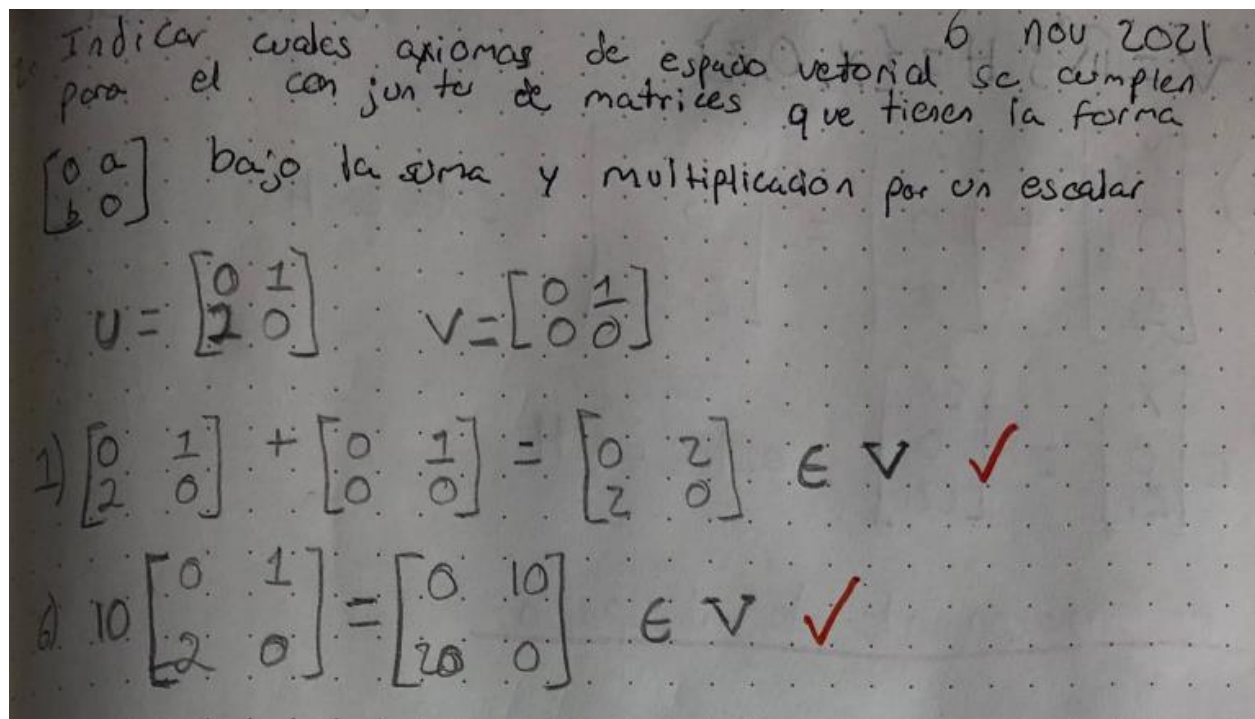 6 nov 2021
Indicar cuales axiomas de espacio vetorial se cumplen
para el conjunto de matrices que tienen la forma
[0 a; b 0] bajo la suma y multiplicación por un escalar
U = [0 1; 2 0] V = [0 1; 0 0]
1) [0 1; 2 0] + [0 1; 0 0] = [0 2; 2 0] ∈ V ✓
6) 10 [0 1; 2 0] = [0 10; 20 0] ∈ V ✓